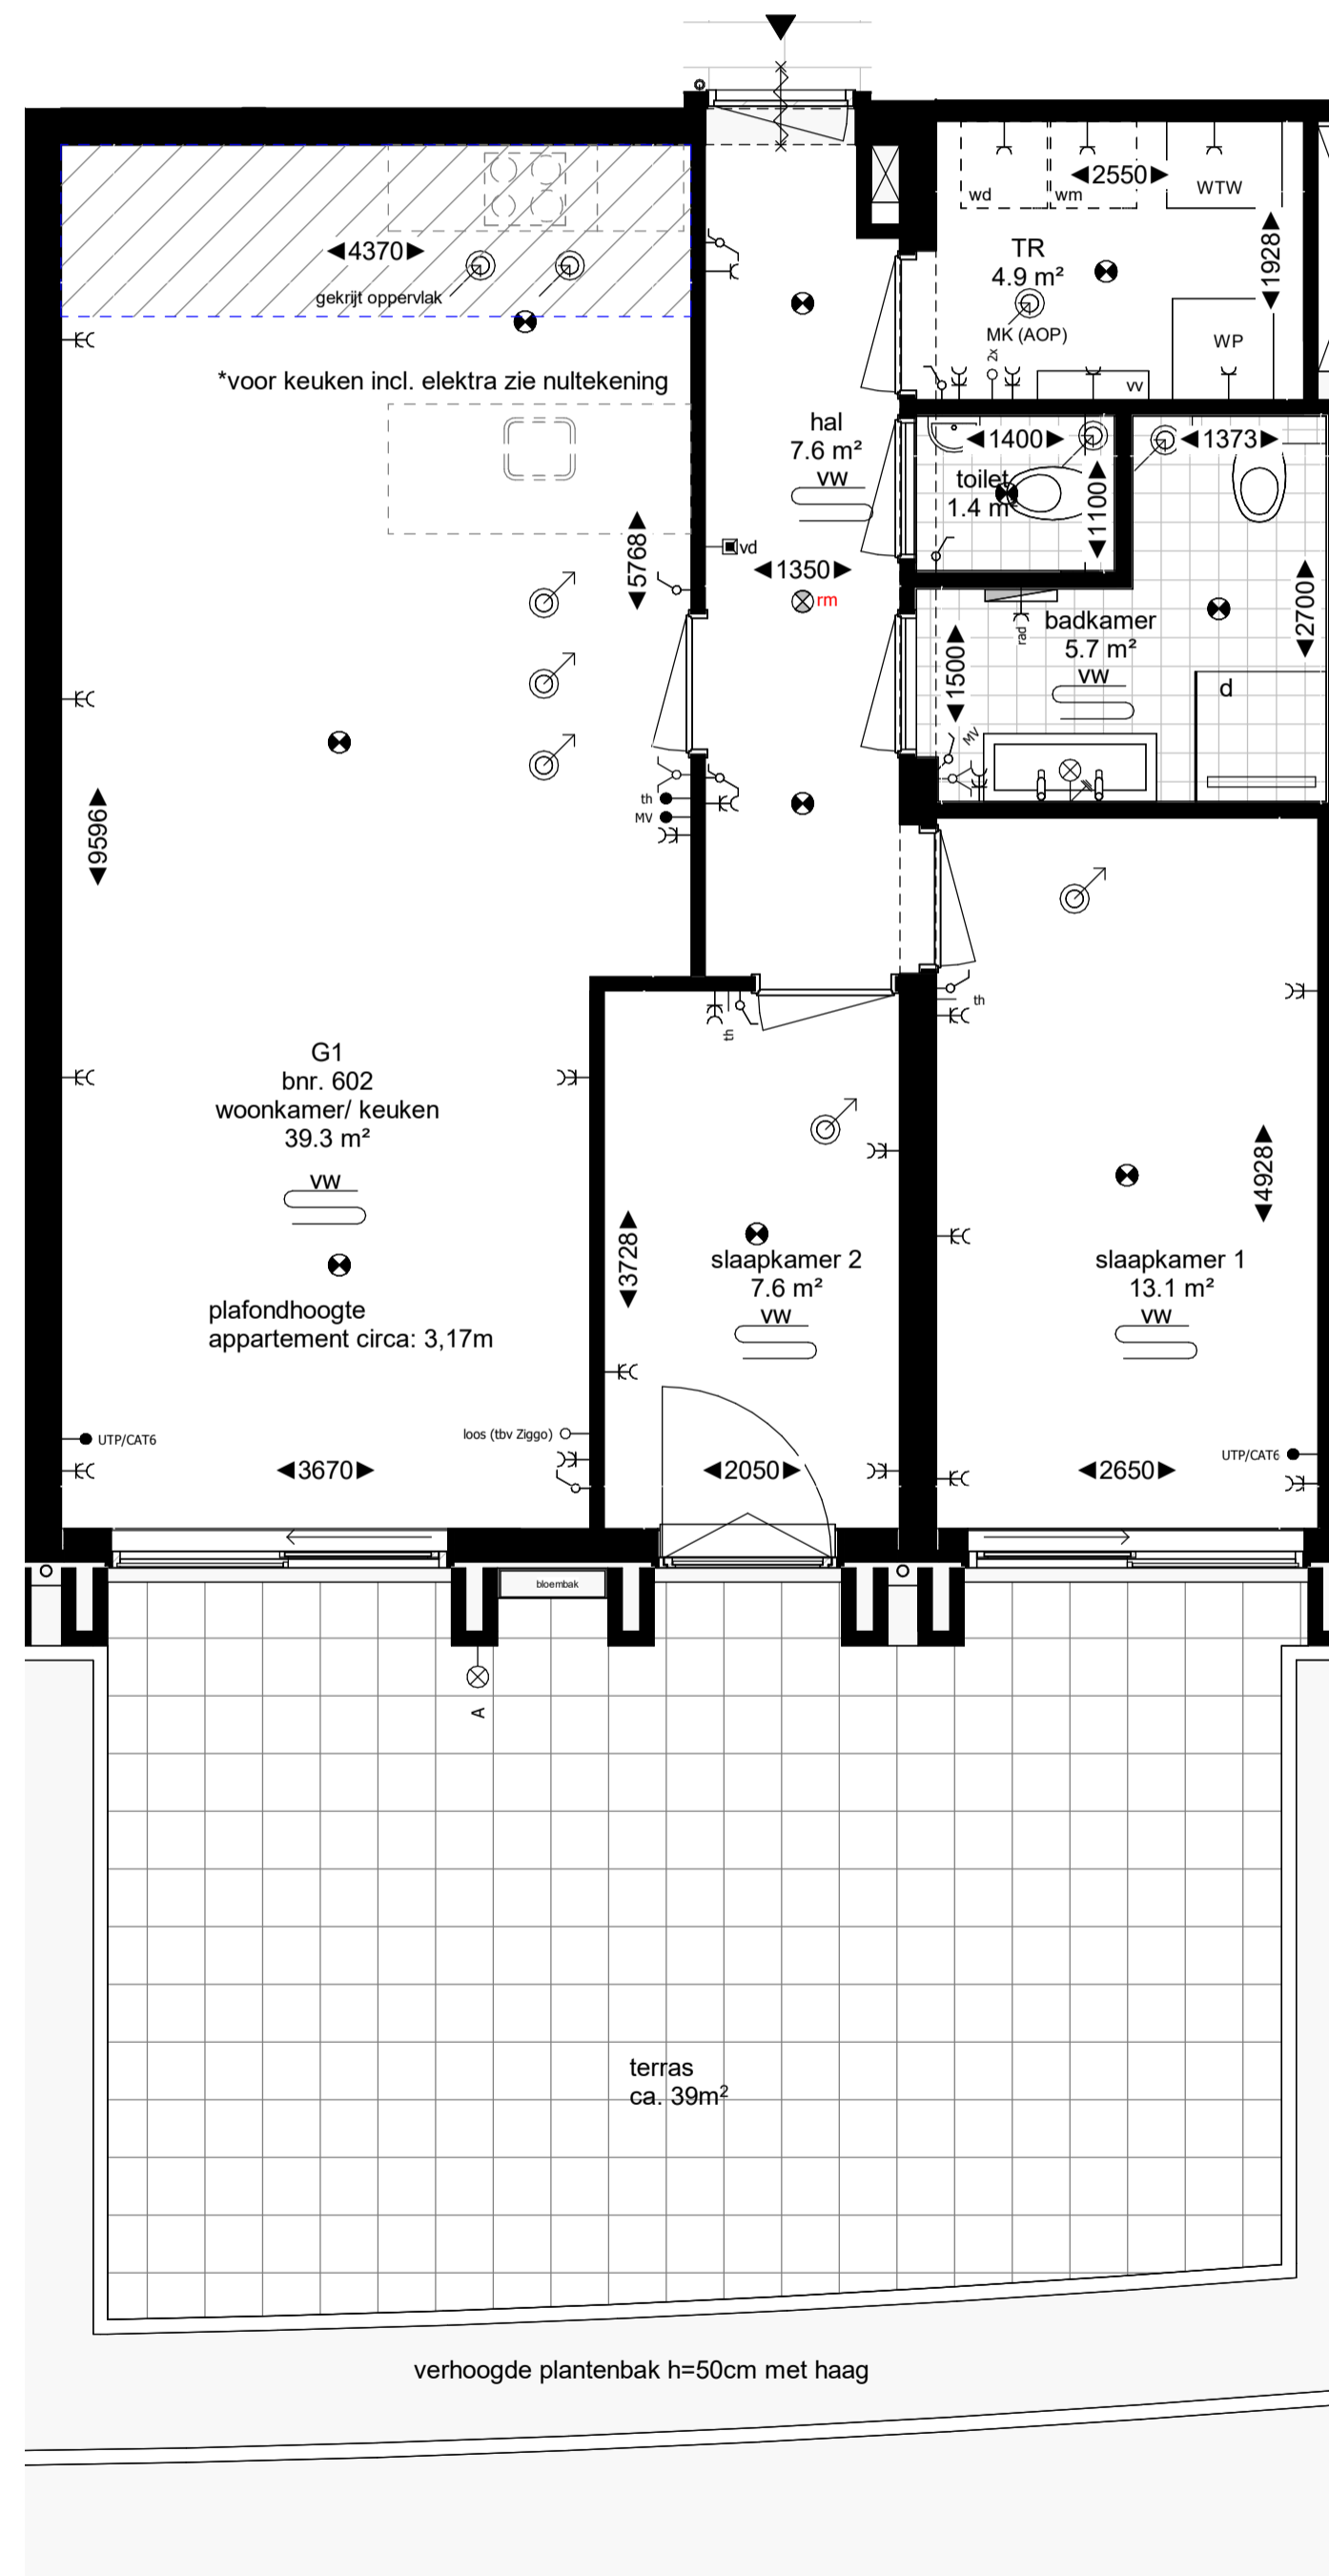 wd
wm
2550
WTW
1928
TR
4.9 m²
MK (AOP)
2x
WP
vv
4370
gekrijt oppervlak
*voor keuken incl. elektra zie nultekening
hal
7.6 m²
vw
1400
toilet
1.4 m²
1100
1373
5768
vd
1350
rm
rad
badkamer
5.7 m²
vw
2700
1500
d
MV
th
MV
9596
th
th
G1
bnr. 602
woonkamer/ keuken
39.3 m²
vw
plafondhoogte
appartement circa: 3,17m
3728
slaapkamer 2
7.6 m²
vw
4928
slaapkamer 1
13.1 m²
vw
UTP/CAT6
loos (tbv Ziggo)
UTP/CAT6
3670
2050
2650
bloembak
A
terras
ca. 39m²
verhoogde plantenbak h=50cm met haag